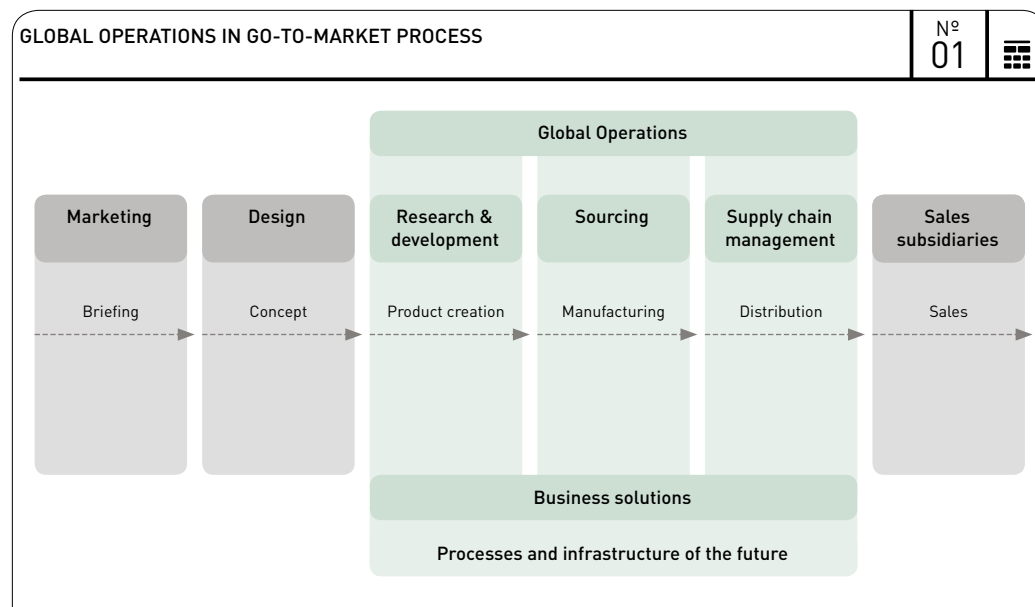 GLOBAL OPERATIONS IN GO-TO-MARKET PROCESS
Nº
01
Global Operations
Marketing
Design
Research &
development
Sourcing
Supply chain
management
Sales
subsidiaries
Briefing
Concept
Product creation
Manufacturing
Distribution
Sales
Business solutions
Processes and infrastructure of the future